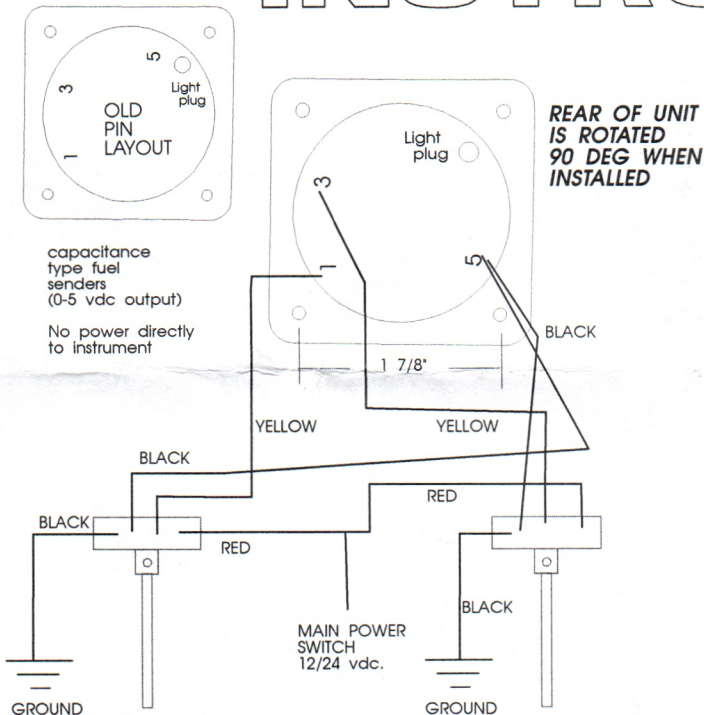 5
3
Light
plug
OLD
PIN
LAYOUT
1
REAR OF UNIT
IS ROTATED
90 DEG WHEN
INSTALLED
Light
plug
3
1
5
capacitance
type fuel
senders
(0-5 vdc output)
No power directly
to instrument
BLACK
1 7/8"
YELLOW
YELLOW
BLACK
RED
BLACK
RED
BLACK
MAIN POWER
SWITCH
12/24 vdc.
GROUND
GROUND